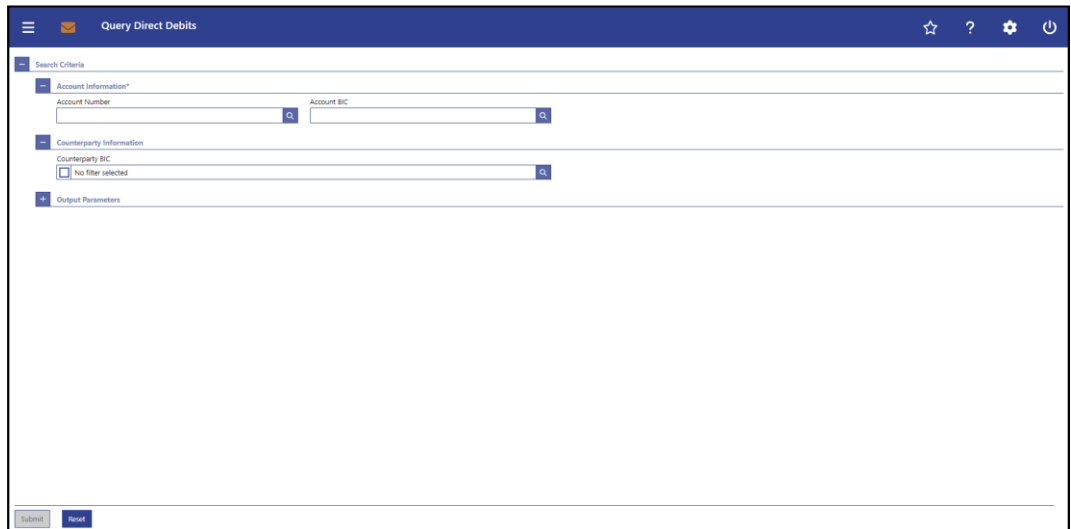 Query Direct Debits
?
Search Criteria
Account Information*
Account Number Account BIC
Counterparty Information
Counterparty BIC
No filter selected
Output Parameters
Submit Reset